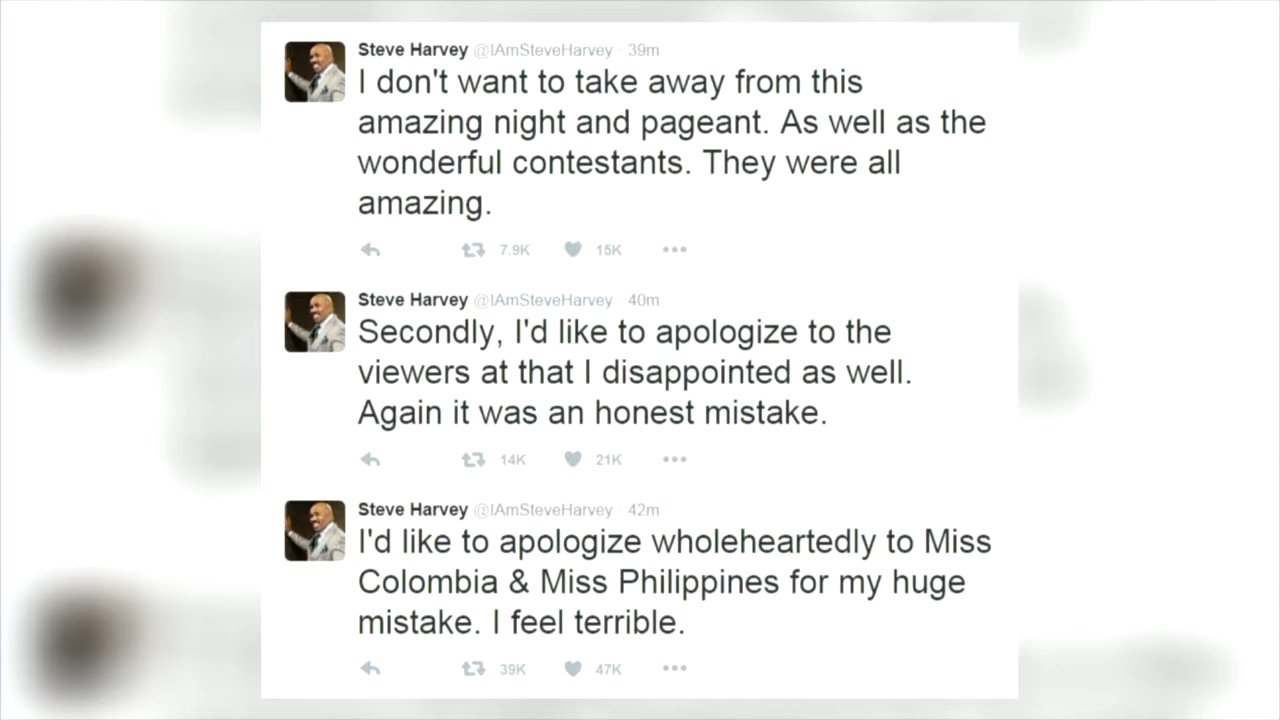 Steve Harvey @IAmSteveHarvey · 39m
I don't want to take away from this
amazing night and pageant. As well as the
wonderful contestants. They were all
amazing.
7.9K 15K
Steve Harvey @IAmSteveHarvey · 40m
Secondly, I'd like to apologize to the
viewers at that I disappointed as well.
Again it was an honest mistake.
14K 21K
Steve Harvey @IAmSteveHarvey · 42m
I'd like to apologize wholeheartedly to Miss
Colombia & Miss Philippines for my huge
mistake. I feel terrible.
39K 47K